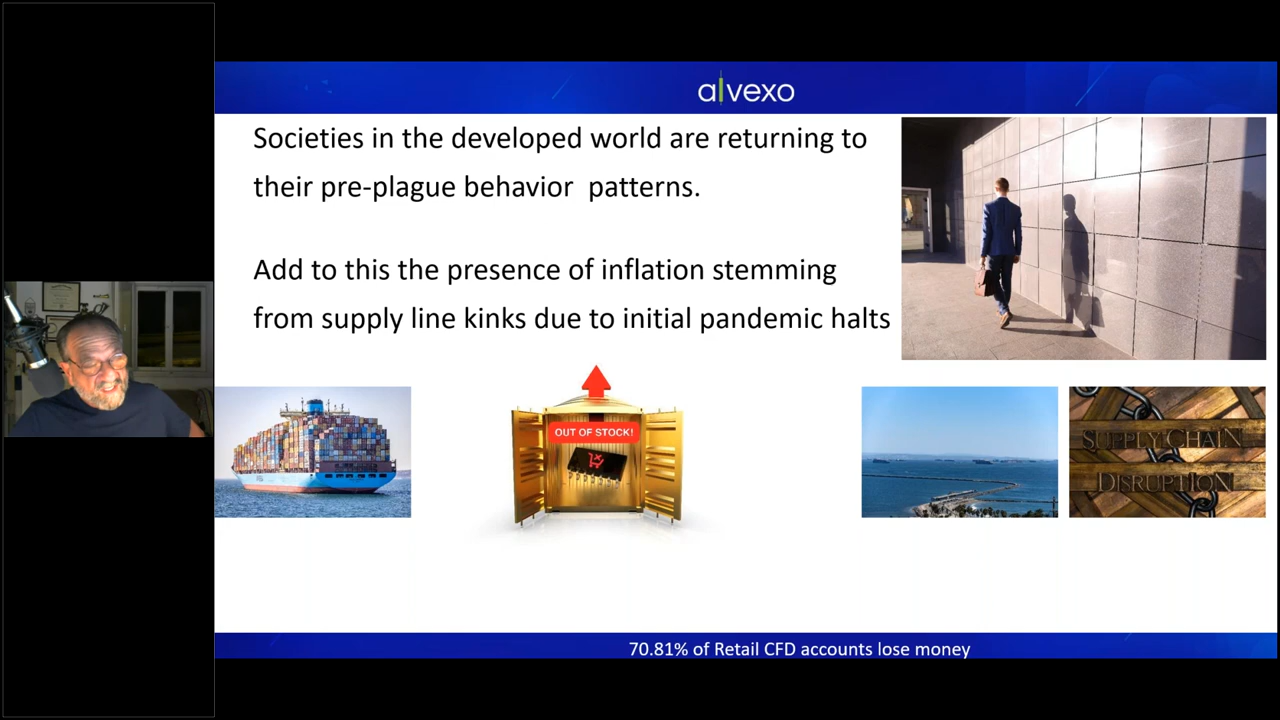 alvexo
Societies in the developed world are returning to
their pre-plague behavior patterns.
Add to this the presence of inflation stemming
from supply line kinks due to initial pandemic halts
OUT OF STOCK!
SUPPLY CHAIN
DISRUPTION
70.81% of Retail CFD accounts lose money